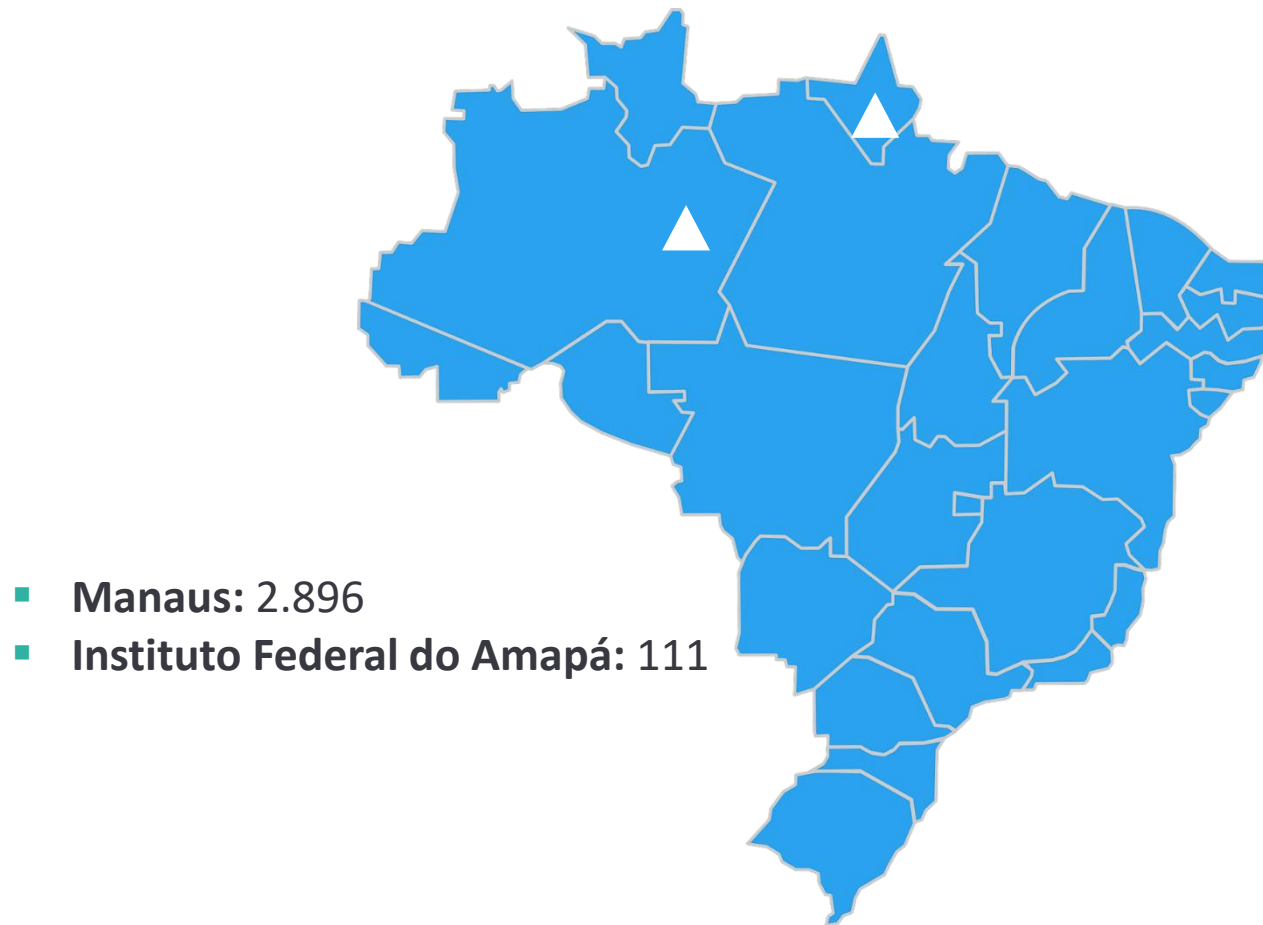 ▪ Manaus: 2.896
▪ Instituto Federal do Amapá: 111